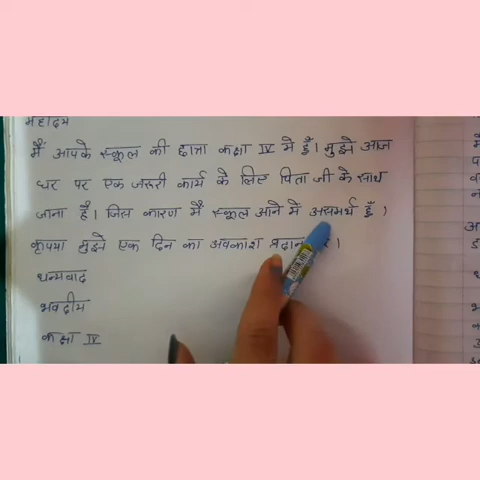 महादय
मैं आपके स्कूल की छात्रा कक्षा IV में हूँ। मुझे आज
घर पर एक जरूरी कार्य के लिए पिता जी के साथ
जाना है। जिस कारण मैं स्कूल आने में असमर्थ हूँ।
कृपया मुझे एक दिन का अवकाश प्रदान
धन्यवाद
भवदीय
कक्षा IV